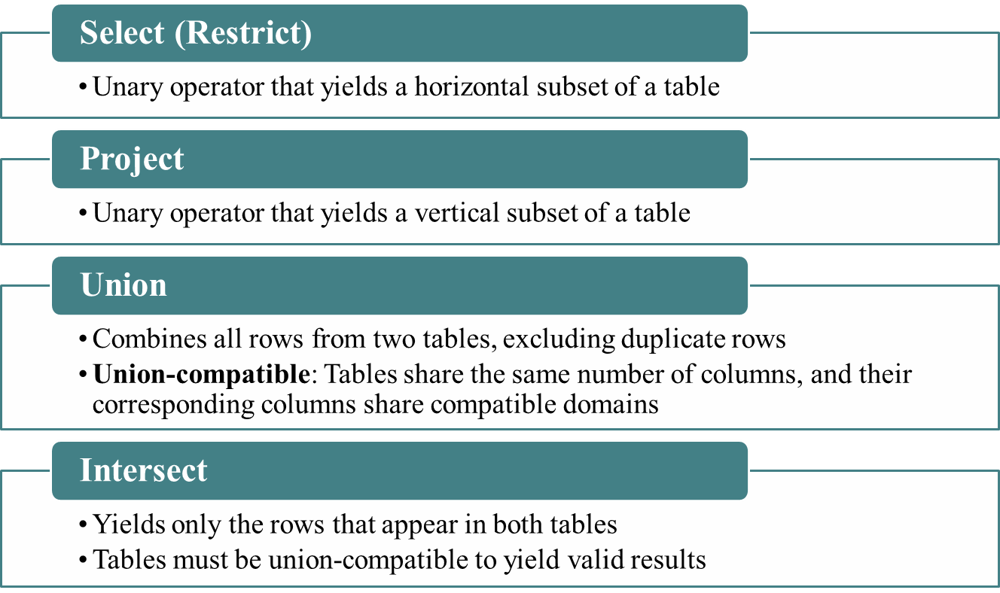 Select (Restrict)
• Unary operator that yields a horizontal subset of a table
Project
• Unary operator that yields a vertical subset of a table
Union
• Combines all rows from two tables, excluding duplicate rows
• Union-compatible: Tables share the same number of columns, and their
corresponding columns share compatible domains
Intersect
• Yields only the rows that appear in both tables
• Tables must be union-compatible to yield valid results